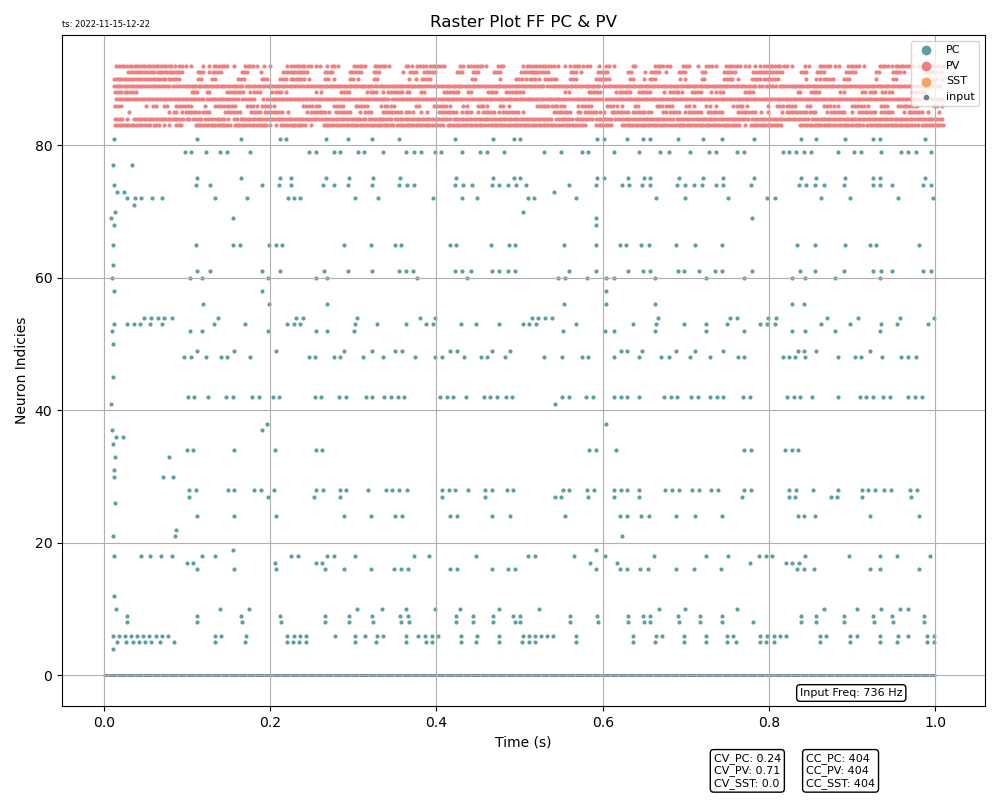 ts: 2022-11-15-12-22
Raster Plot FF PC & PV
PC
PV
SST
input
80
60
40
20
0
Neuron Indicies
0.0 0.2 0.4 0.6 0.8 1.0
Time (s)
Input Freq: 736 Hz
CV_PC: 0.24
CV_PV: 0.71
CV_SST: 0.0
CC_PC: 404
CC_PV: 404
CC_SST: 404